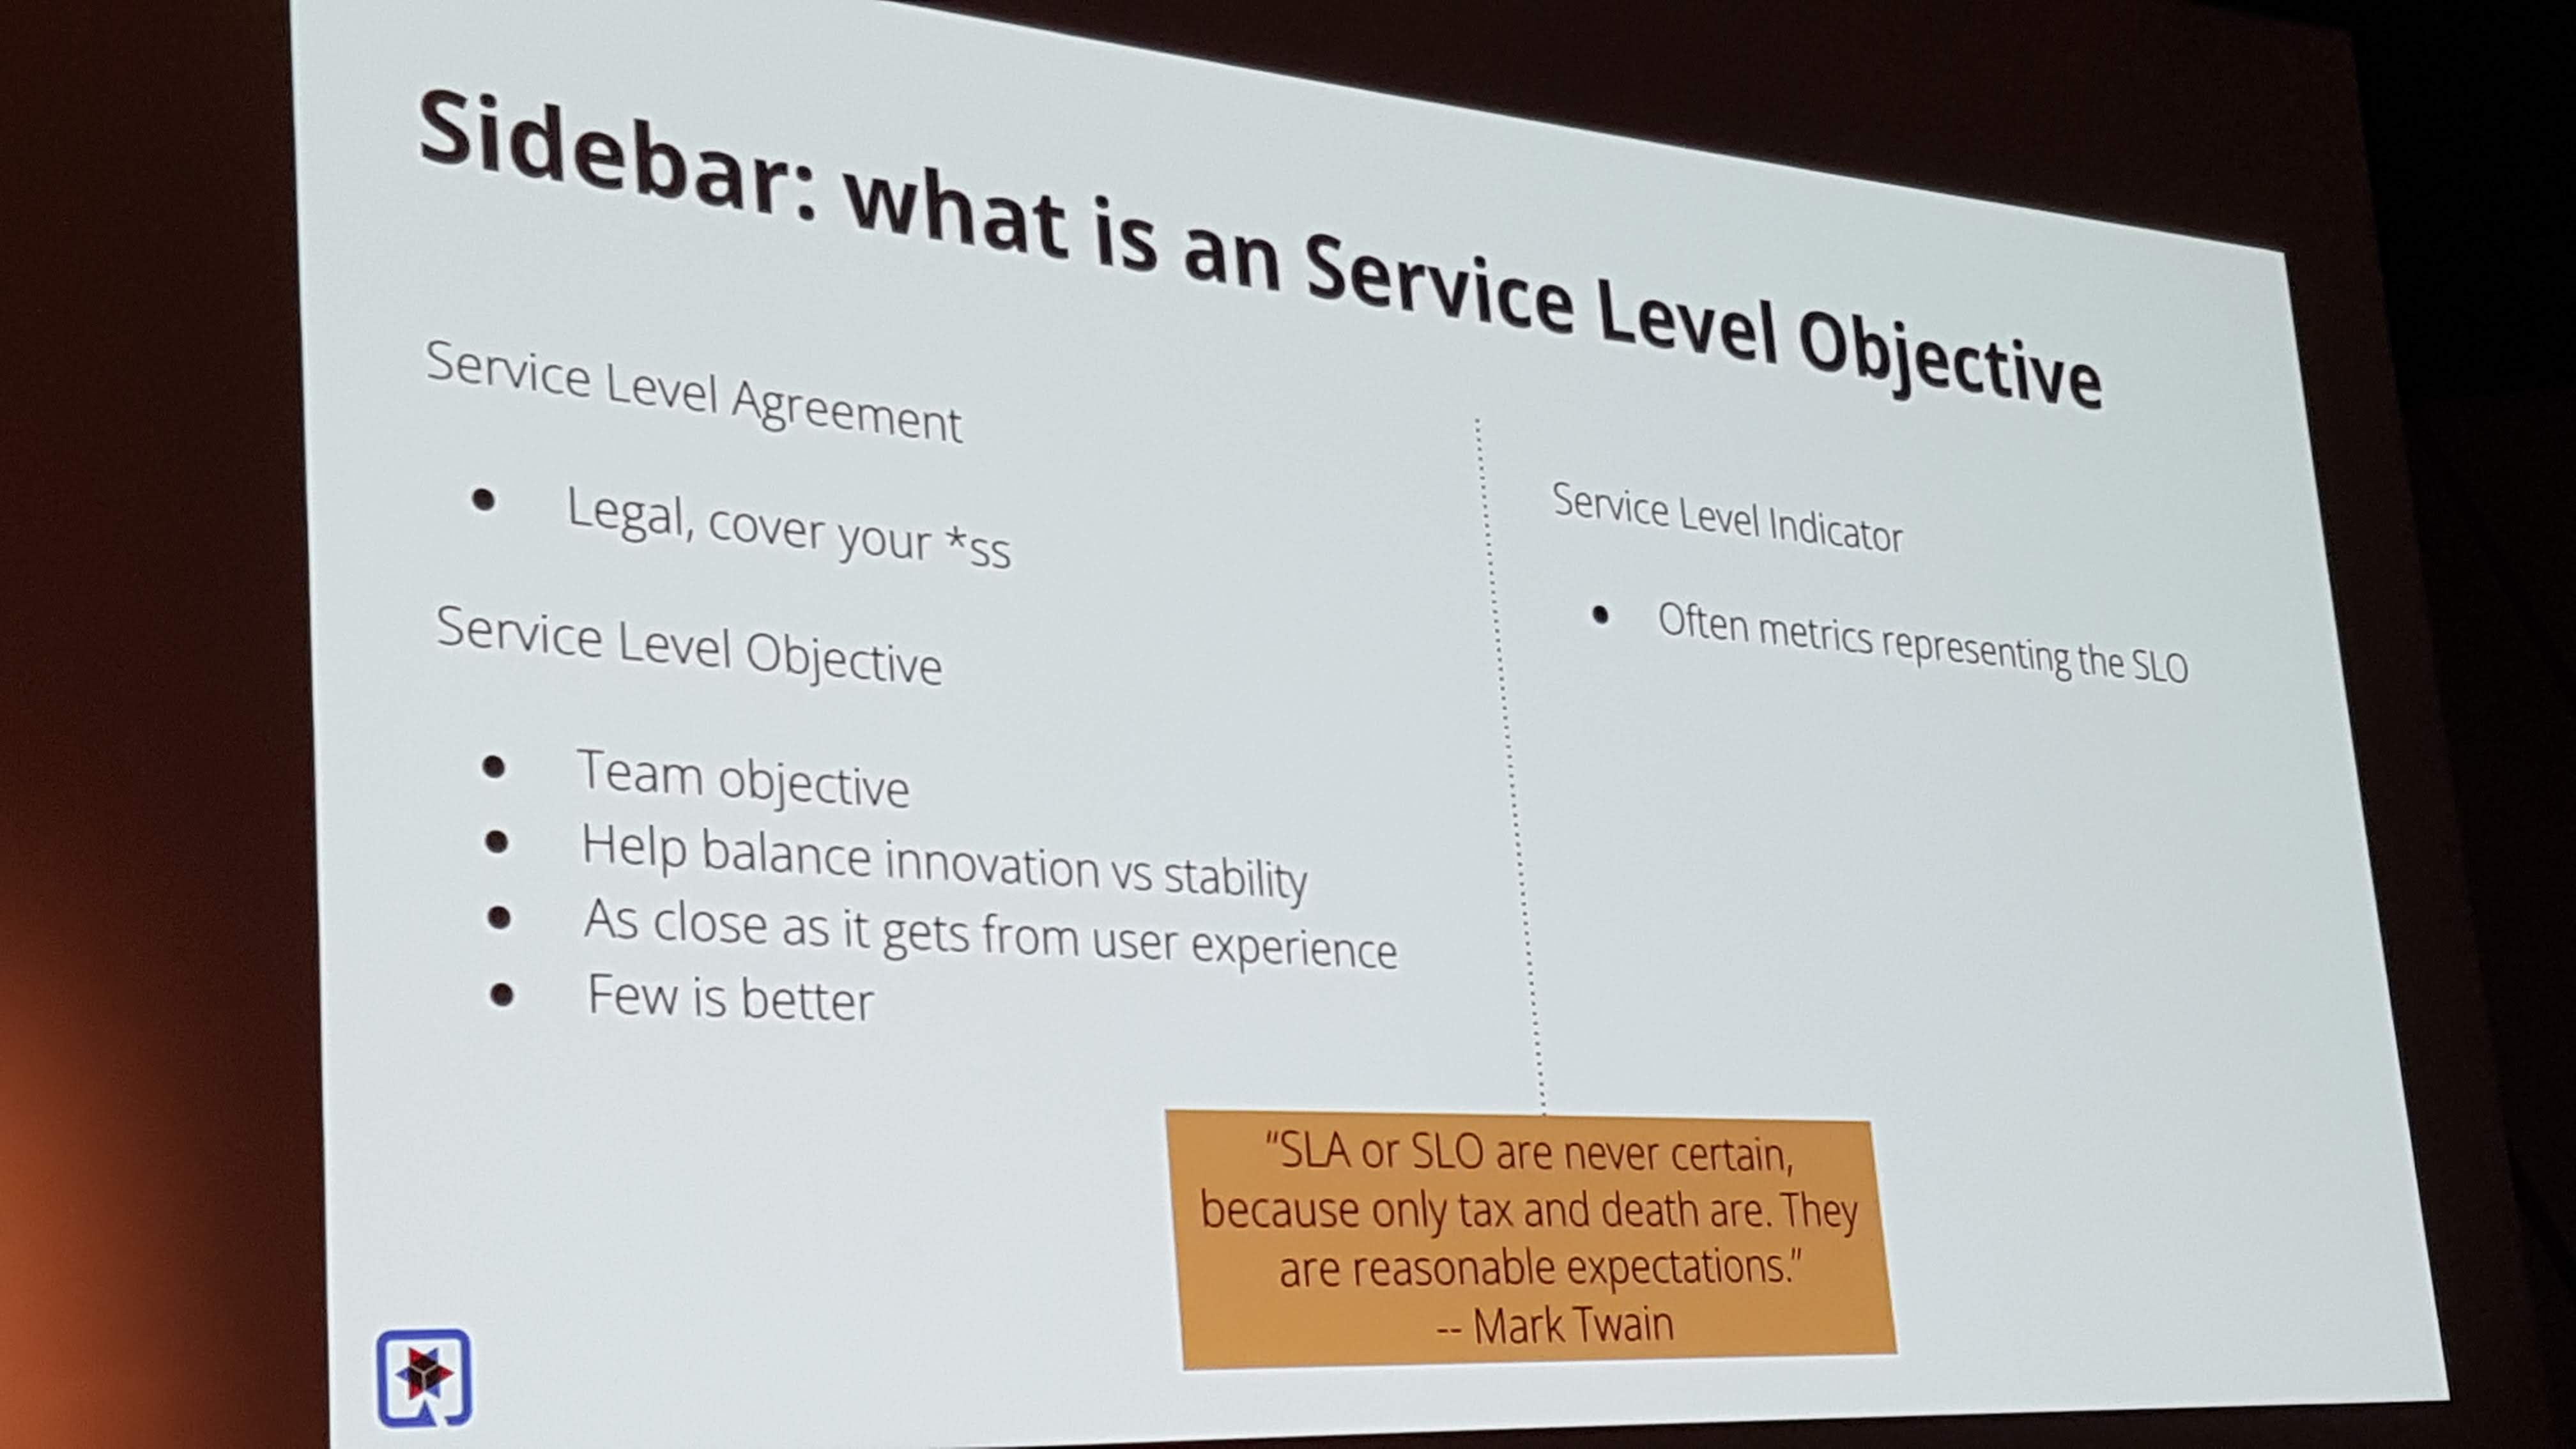 Sidebar: what is an Service Level Objective
Service Level Agreement
● Legal, cover your *ss
Service Level Objective
● Team objective
● Help balance innovation vs stability
● As close as it gets from user experience
● Few is better
Service Level Indicator
● Often metrics representing the SLO
“SLA or SLO are never certain,
because only tax and death are. They
are reasonable expectations.”
-- Mark Twain